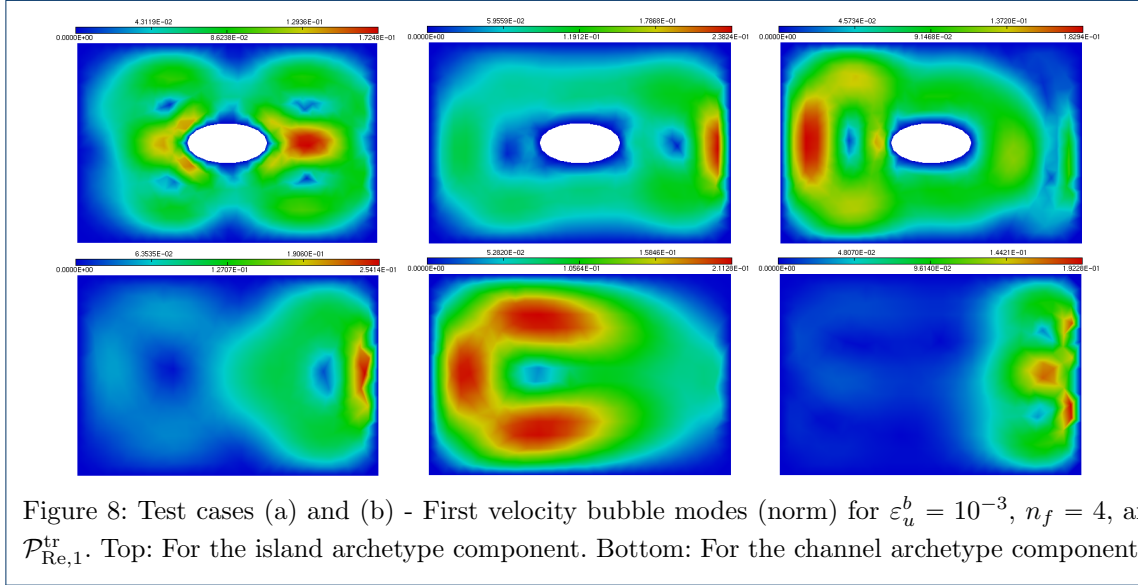 4.3119E-02 1.2936E-01 5.9559E-02 1.7868E-01 4.5734E-02 1.3720E-01
0.0000E+00 8.6238E-02 1.7248E-01 0.0000E+00 1.1912E-01 2.3824E-01 0.0000E+00 9.1468E-02 1.8294E-01
6.3535E-02 1.9060E-01 5.2820E-02 1.5846E-01 4.8070E-02 1.4421E-01
0.0000E+00 1.2707E-01 2.5414E-01 0.0000E+00 1.0564E-01 2.1128E-01 0.0000E+00 9.6140E-02 1.9228E-01
Figure 8: Test cases (a) and (b) - First velocity bubble modes (norm) for εᵇᵤ = 10⁻³, n_f = 4, a
𝒫ᵗʳ_Re,1. Top: For the island archetype component. Bottom: For the channel archetype component